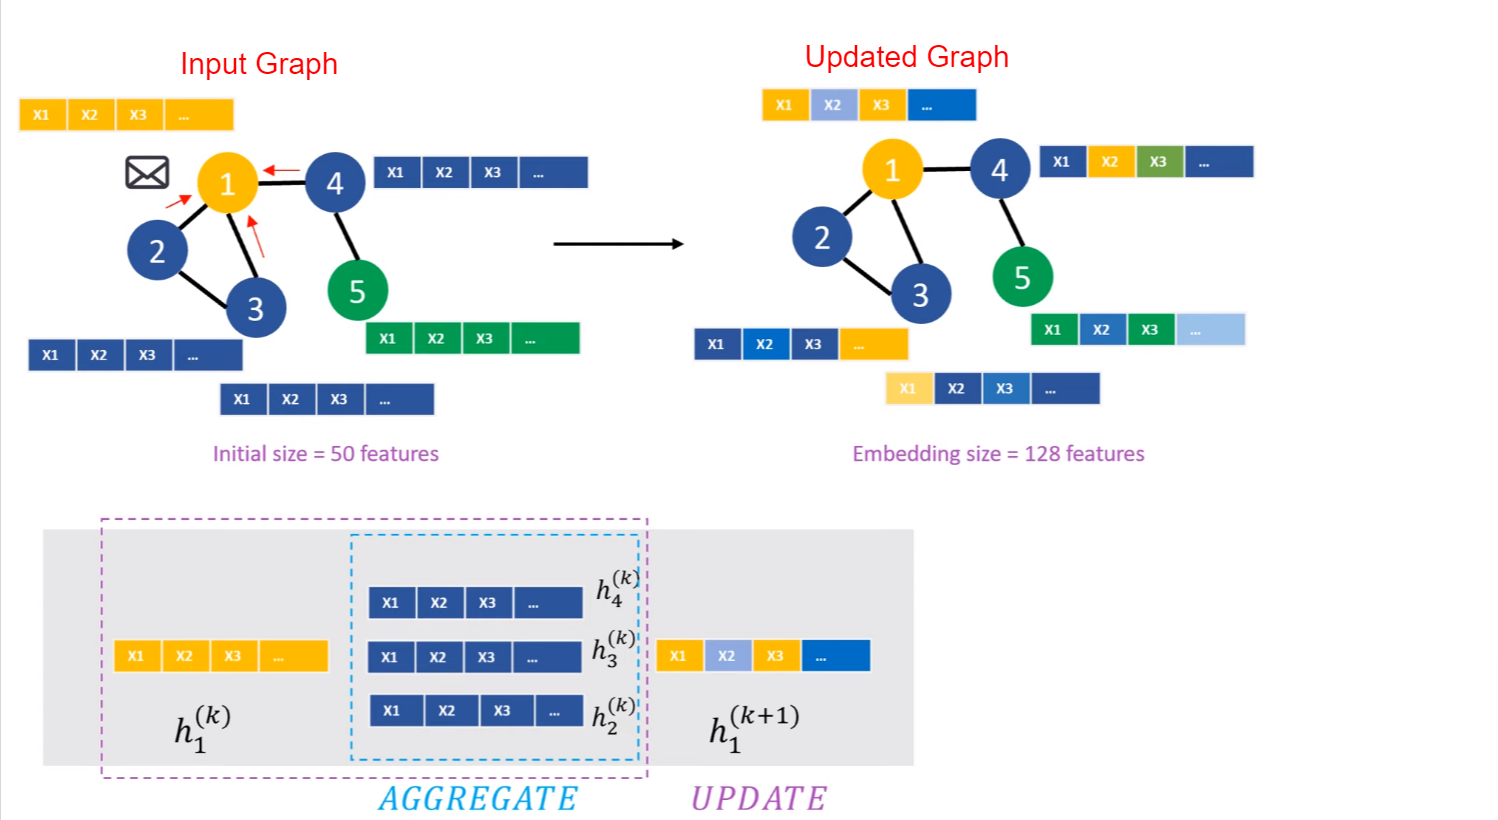 Input Graph
Updated Graph
X1 X2 X3 ...
X1 X2 X3 ...
1
4
X1 X2 X3 ...
2
3
5
X1 X2 X3 ...
X1 X2 X3 ...
X1 X2 X3 ...
1
4
X1 X2 X3 ...
2
3
5
X1 X2 X3 ...
X1 X2 X3 ...
X1 X2 X3 ...
Initial size = 50 features
Embedding size = 128 features
X1 X2 X3 ... h_4^(k)
X1 X2 X3 ...
X1 X2 X3 ... h_3^(k)
X1 X2 X3 ...
X1 X2 X3 ... h_2^(k)
h_1^(k)
h_1^(k+1)
AGGREGATE
UPDATE